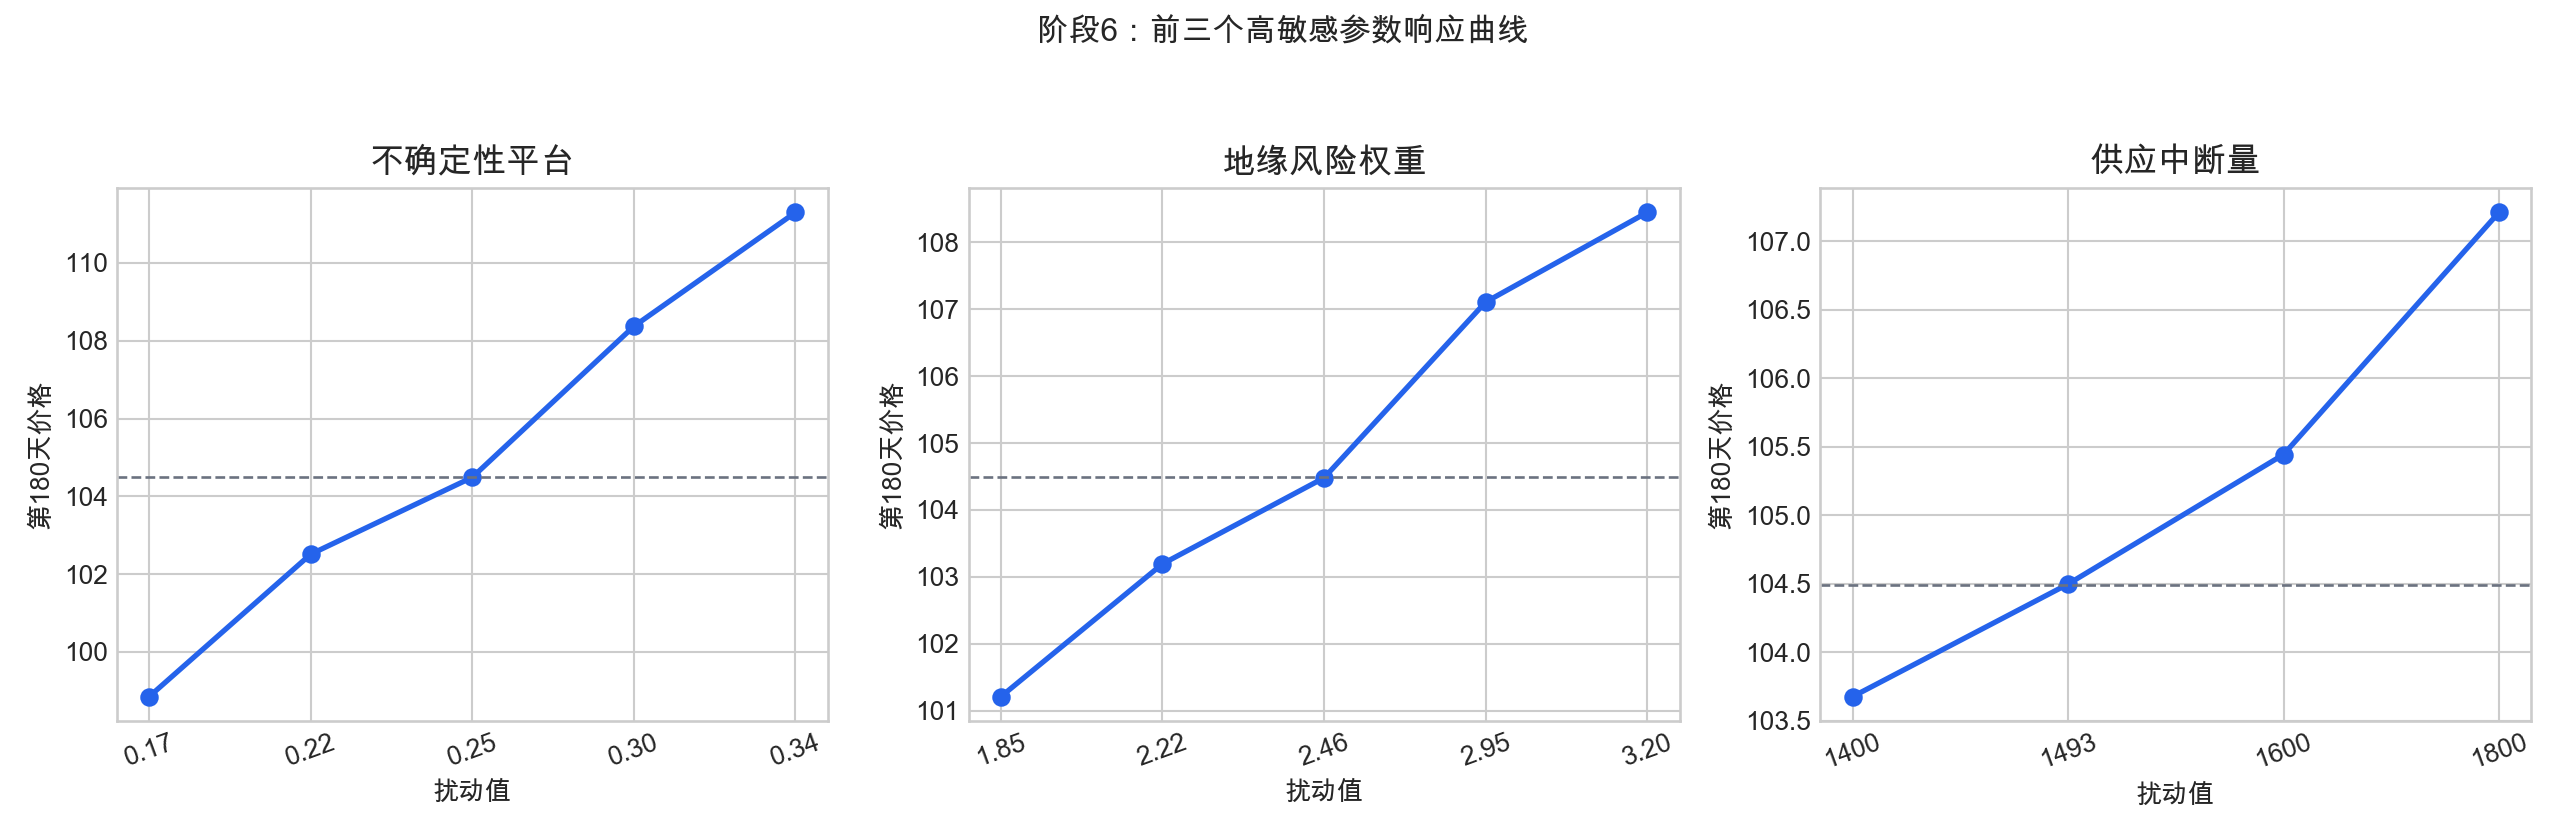 阶段6：前三个高敏感参数响应曲线
不确定性平台
第180天价格
110
108
106
104
102
100
0.17 0.22 0.25 0.30 0.34
扰动值
地缘风险权重
第180天价格
108
107
106
105
104
103
102
101
1.85 2.22 2.46 2.95 3.20
扰动值
供应中断量
第180天价格
107.0
106.5
106.0
105.5
105.0
104.5
104.0
103.5
1400 1493 1600 1800
扰动值